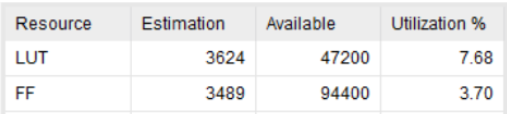 Resource Estimation Available Utilization %
LUT 3624 47200 7.68
FF 3489 94400 3.70